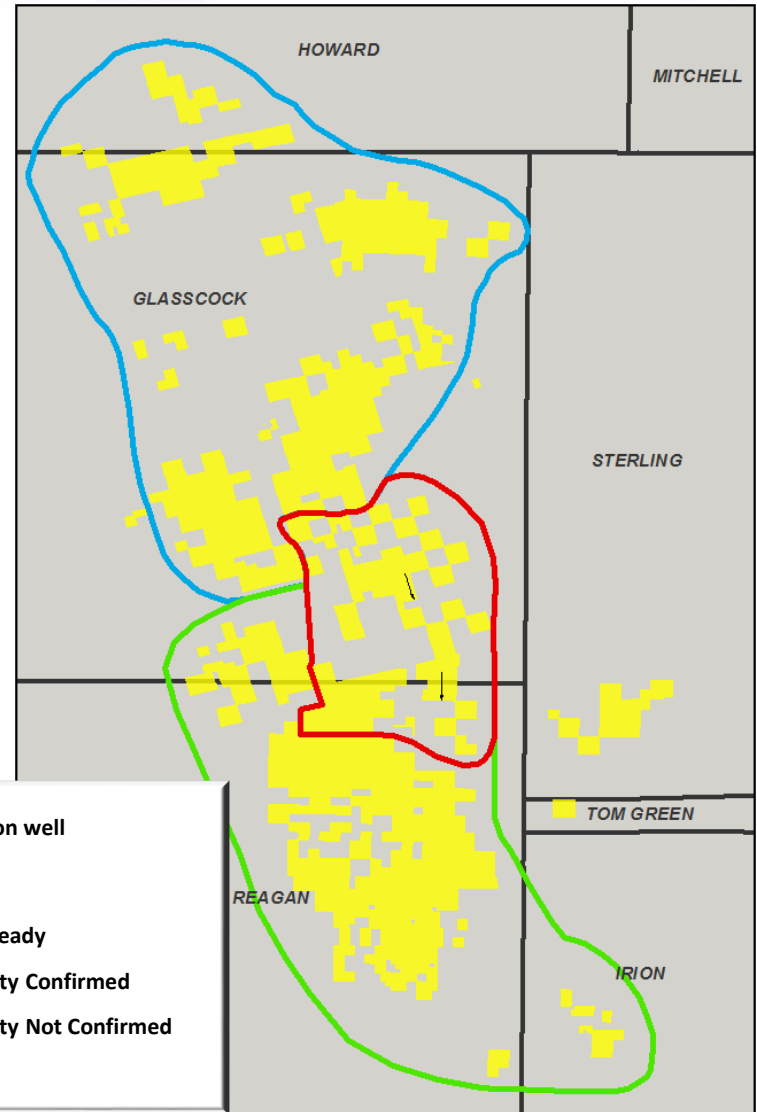 HOWARD
MITCHELL
GLASSCOCK
STERLING
TOM GREEN
on well
REAGAN
eady
ty Confirmed
IRION
ty Not Confirmed